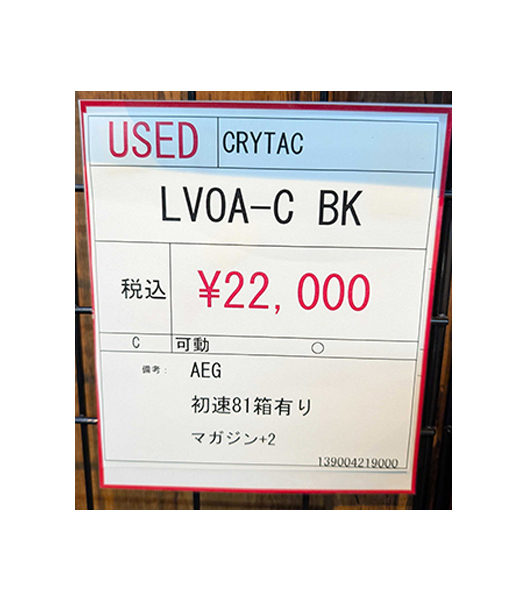 USED CRYTAC
LVOA-C BK
税込 ¥22,000
C 可動 ○
備考: AEG
初速81箱有り
マガジン+2
139004219000